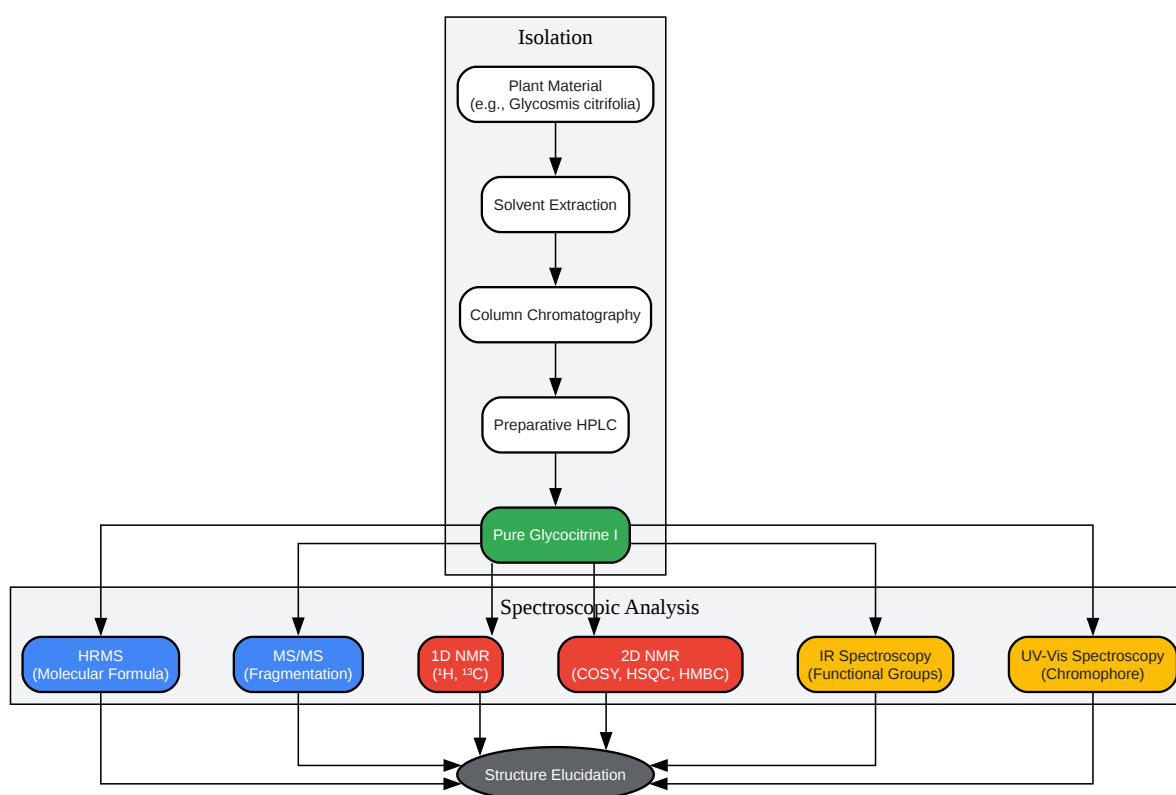 Isolation
Plant Material
(e.g., Glycosmis citrifolia)
Solvent Extraction
Column Chromatography
Preparative HPLC
Pure Glycocitrine I
Spectroscopic Analysis
HRMS
(Molecular Formula)
MS/MS
(Fragmentation)
1D NMR
(¹H, ¹³C)
2D NMR
(COSY, HSQC, HMBC)
IR Spectroscopy
(Functional Groups)
UV-Vis Spectroscopy
(Chromophore)
Structure Elucidation